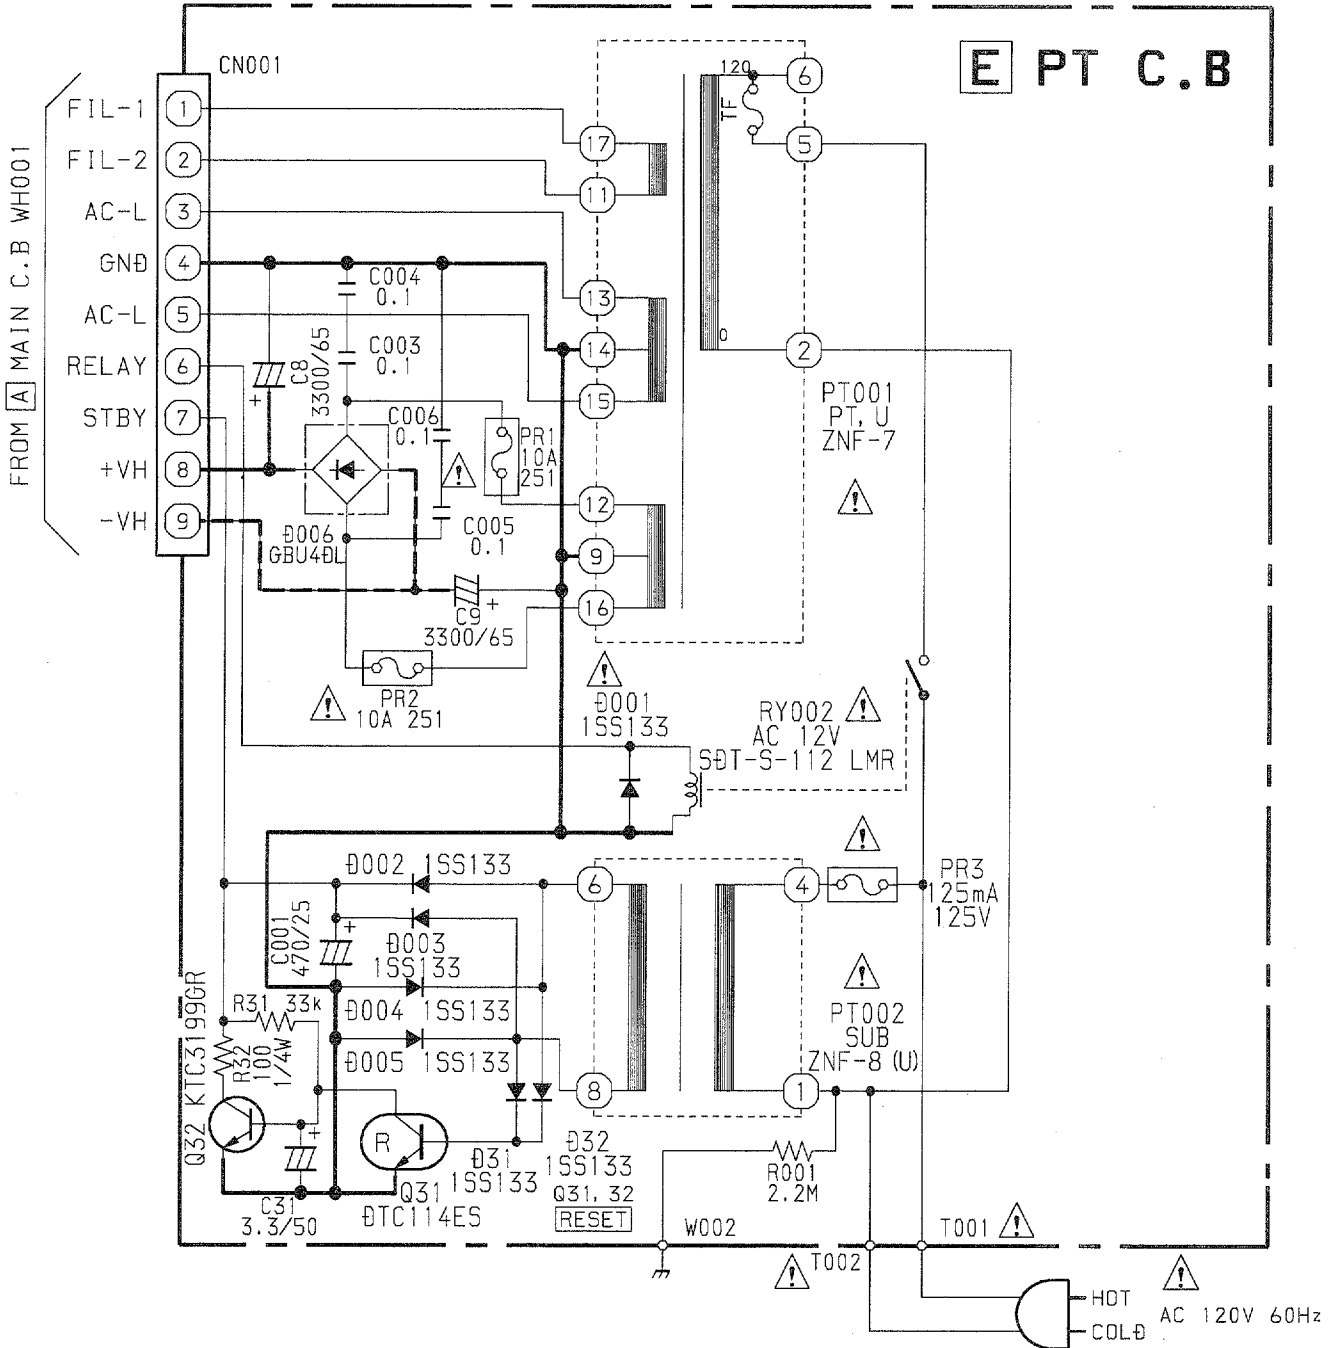 E PT C.B
CN001
FROM A MAIN C.B WH001
FIL-1 1
FIL-2 2
AC-L 3
GND 4
AC-L 5
RELAY 6
STBY 7
+VH 8
-VH 9
120
TF
6
5
17
11
13
14
15
12
9
16
0
2
C004
0.1
C003
0.1
C8
3300/65
+
C006
0.1
!
PR1
10A
251
C005
0.1
D006
GBU4DL
C9
3300/65
+
PT001
PT, U
ZNF-7
!
PR2
10A 251
!
!
D001
1SS133
RY002
AC 12V
SDT-S-112 LMR
!
!
D002 1SS133
C001
470/25
+
D003
1SS133
D004 1SS133
D005 1SS133
6
8
4
1
PR3
125mA
125V
!
PT002
SUB
ZNF-8 (U)
R31 33k
R32
100
1/4W
Q32 KTC3199GR
+
C31
3.3/50
R
Q31
DTC114ES
D31
1SS133
D32
1SS133
Q31, 32
RESET
R001
2.2M
W002
!
T002
T001
!
!
HOT
COLD
AC 120V 60Hz